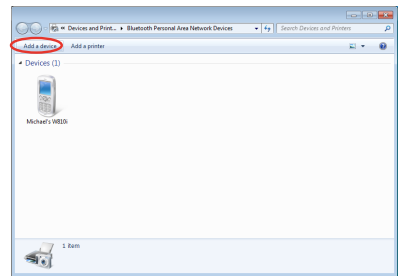 « Devices and Print... ▸ Bluetooth Personal Area Network Devices
Search Devices and Printers
Add a device Add a printer
Devices (1)
Michael's W810i
1 item